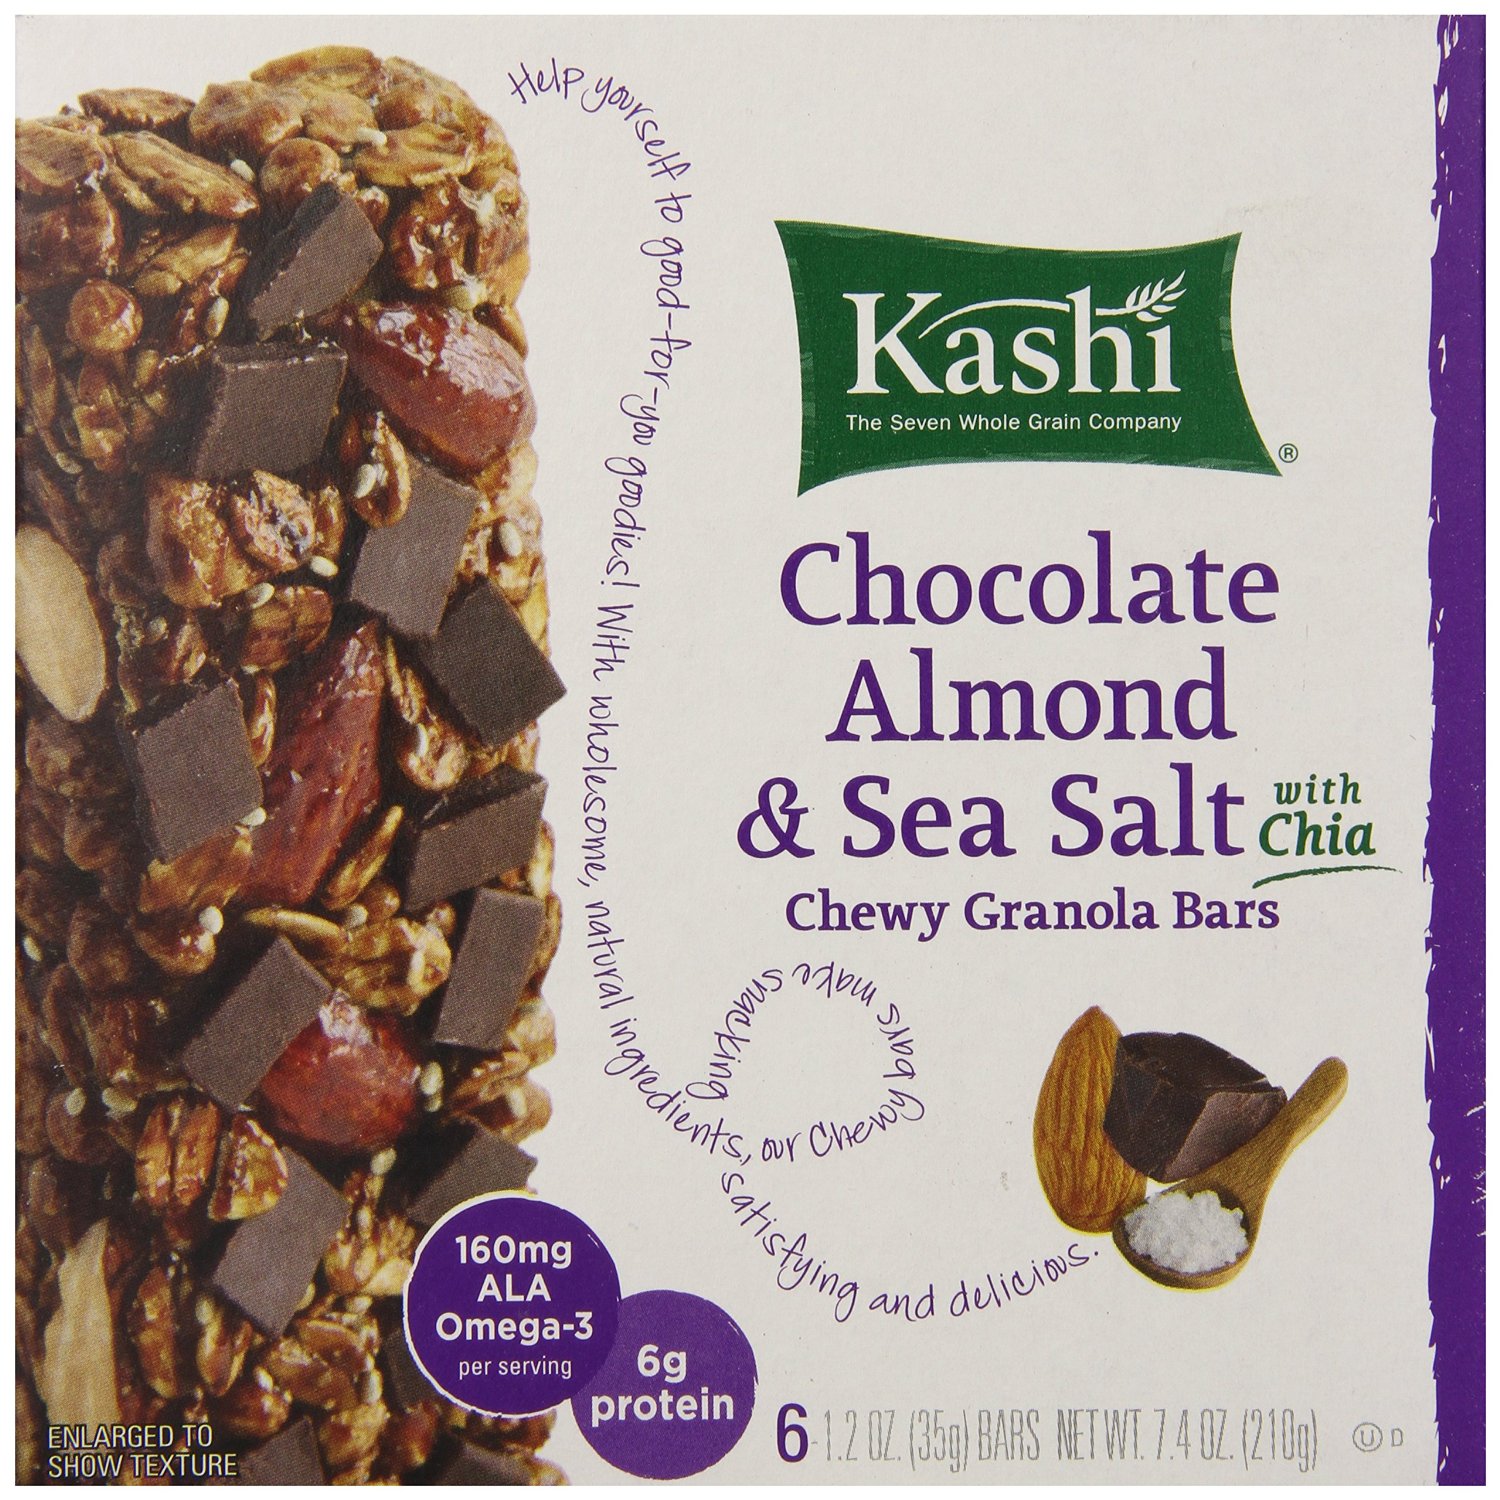 Help yourself to good-for-you goodies! With wholesome, natural ingredients, our chewy bars make snacking satisfying and delicious.
Kashi
The Seven Whole Grain Company
®
Chocolate
Almond
& Sea Salt
with
Chia
Chewy Granola Bars
160mg
ALA
Omega-3
per serving
6g
protein
6-1.2 OZ. (35g) BARS NET WT. 7.4 OZ. (210g)
U D
ENLARGED TO
SHOW TEXTURE